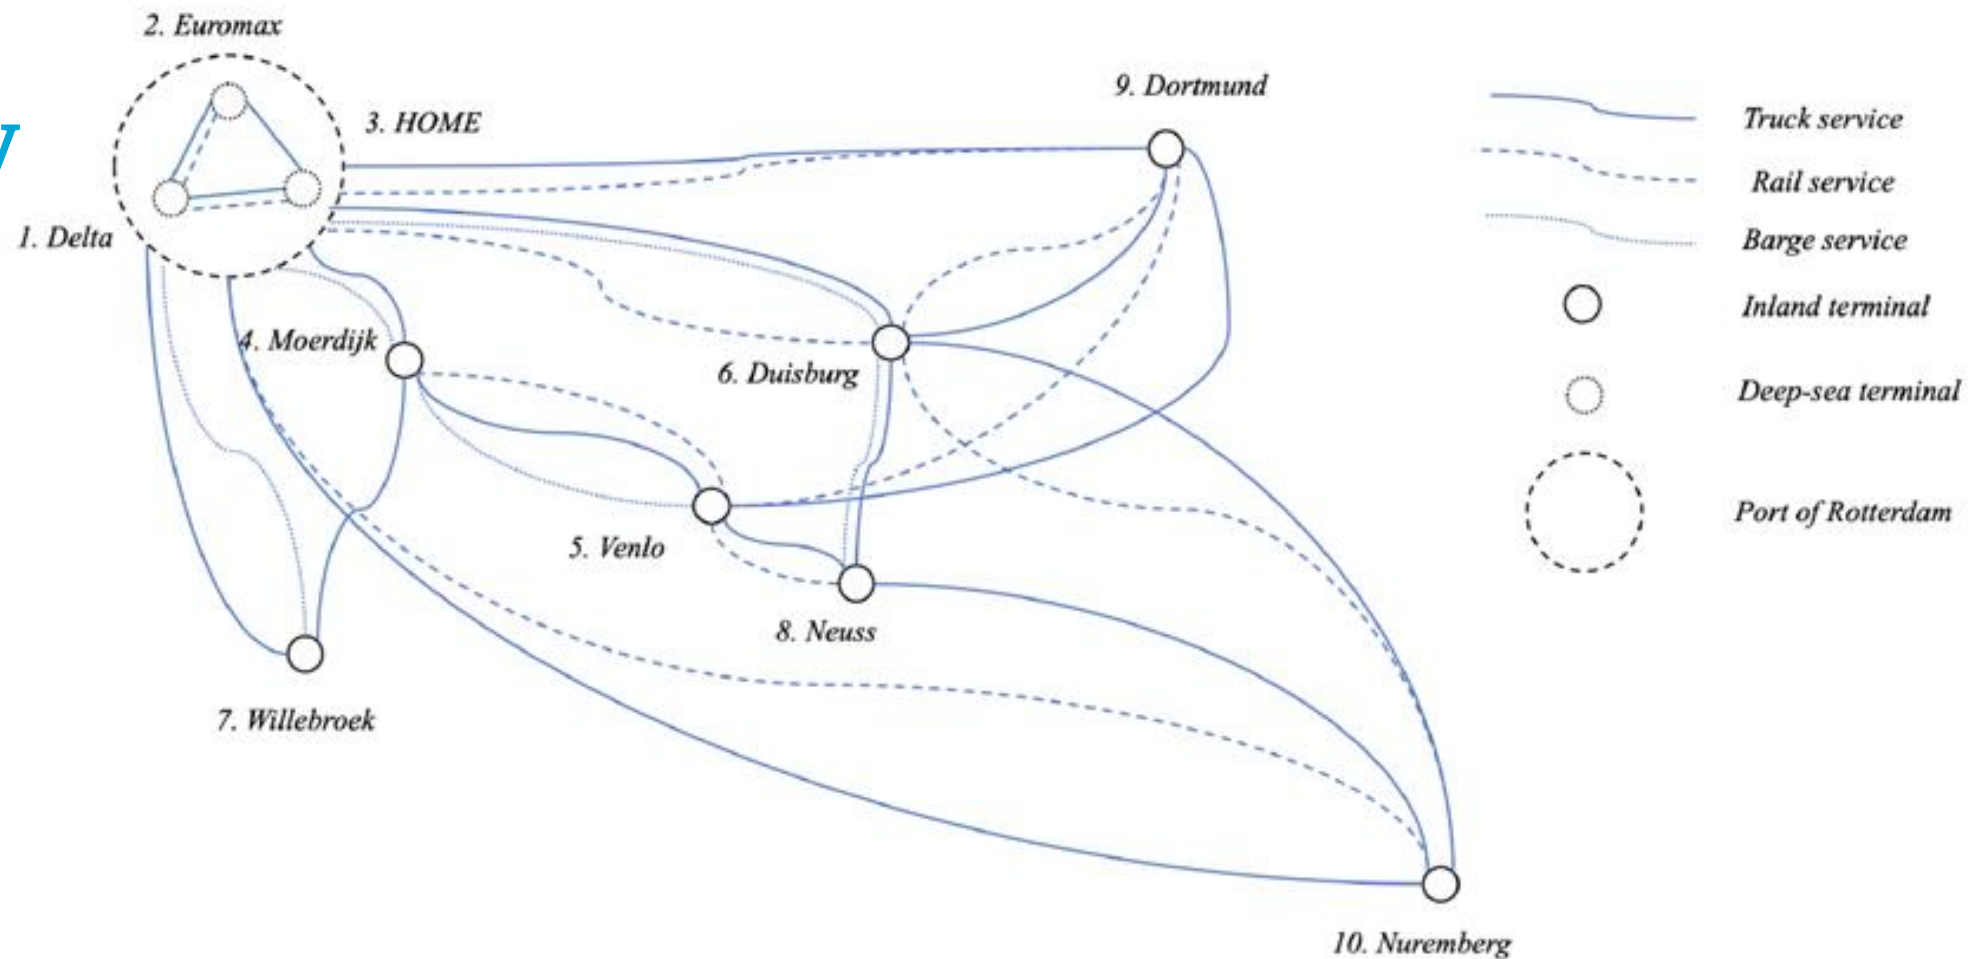 y
2. Euromax
3. HOME
1. Delta
9. Dortmund
4. Moerdijk
6. Duisburg
5. Venlo
8. Neuss
7. Willebroek
10. Nuremberg
Truck service
Rail service
Barge service
Inland terminal
Deep-sea terminal
Port of Rotterdam